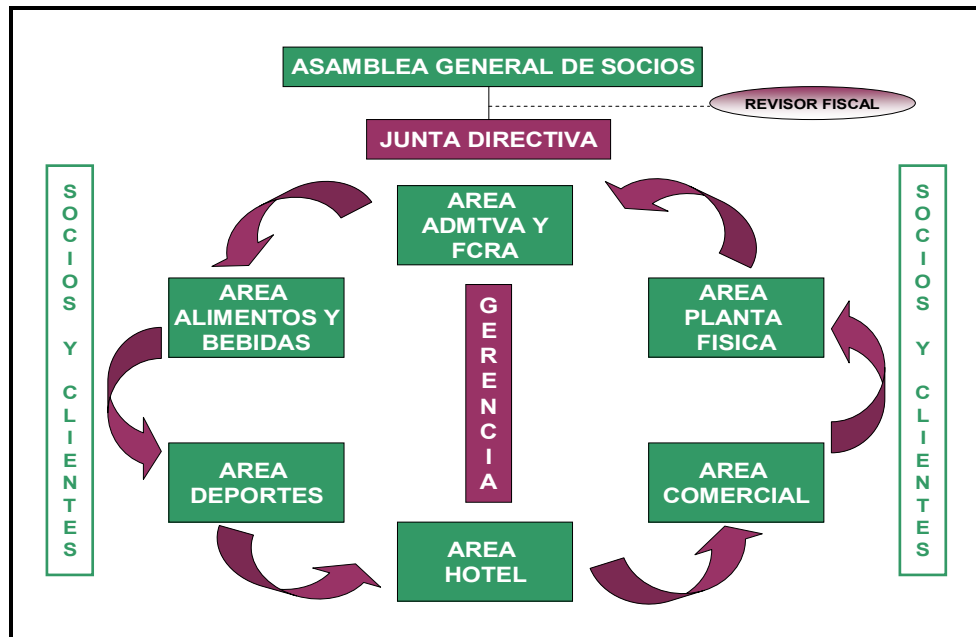 ASAMBLEA GENERAL DE SOCIOS
REVISOR FISCAL
JUNTA DIRECTIVA
SOCIOS Y CLIENTES
AREA
ADMTVA Y
FCRA
SOCIOS Y CLIENTES
AREA
ALIMENTOS Y
BEBIDAS
GERENCIA
AREA
PLANTA
FISICA
AREA
DEPORTES
AREA
COMERCIAL
AREA
HOTEL